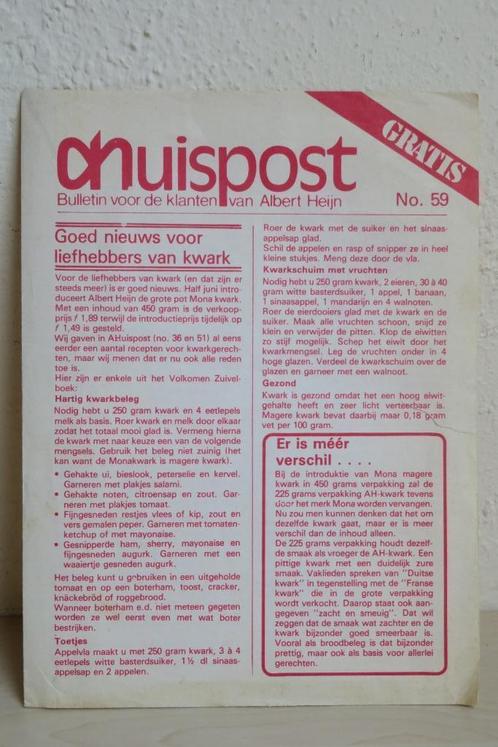 GRATIS
ahuispost
Bulletin voor de klanten van Albert Heijn
No. 59
Goed nieuws voor
liefhebbers van kwark
Voor de liefhebbers van kwark (en dat zijn er
steeds meer) is er goed nieuws. Half juni intro-
duceert Albert Heijn de grote pot Mona kwark.
Met een inhoud van 450 gram is de verkoop-
prijs f 1,89 terwijl de introductieprijs tijdelijk op
f 1,49 is gesteld.
Wij gaven in AHuispost (no. 36 en 51) al eens
eerder een aantal recepten voor kwarkgerech-
ten, maar wij menen dat er nu ook alle reden
toe is.
Hier zijn er enkele uit het Volkomen Zuivel-
boek:
Hartig kwarkbeleg
Nodig hebt u 250 gram kwark en 4 eetlepels
melk als basis. Roer kwark en melk door elkaar
zodat het totaal mooi glad is. Vermeng hierna
de kwark met naar keuze een van de volgende
mengsels. Gebruik het beleg niet zuinig (het
kan want de Monakwark is magere kwark).
• Gehakte ui, bieslook, peterselie en kervel.
Garneren met plakjes salami.
• Gehakte noten, citroensap en zout. Gar-
neren met plakjes tomaat.
• Fijngesneden restjes vlees of kip, zout en
vers gemalen peper. Garneren met tomaten-
ketchup of met mayonaise.
• Gesnipperde ham, sherry, mayonaise en
fijngesneden augurk. Garneren met een
waaiertje gesneden augurk.
Het beleg kunt u gebruiken in een uitgeholde
tomaat en op een boterham, toost, cracker,
knäckebröd of roggebrood.
Wanneer boterham e.d. niet meteen gegeten
worden ze wel eerst even met wat boter
bestrijken.
Toetjes
Appelvla maakt u met 250 gram kwark, 3 à 4
eetlepels witte basterdsuiker, 1½ dl sinaas-
appelsap en 2 appelen.
Roer de kwark met de suiker en het sinaas-
appelsap glad.
Schil de appelen en rasp of snipper ze in heel
kleine stukjes. Meng deze door de vla.
Kwarkschuim met vruchten
Nodig hebt u 250 gram kwark, 2 eieren, 30 à 40
gram witte basterdsuiker, 1 appel, 1 banaan,
1 sinaasappel, 1 mandarijn en 4 walnoten.
Roer de eierdooiers glad met de kwark en de
suiker. Maak alle vruchten schoon, snijd ze
klein en verwijder de pitten. Klop de eiwitten
zo stijf mogelijk. Schep het eiwit door het
kwarkmengsel. Leg de vruchten onder in 4
hoge glazen. Verdeel de kwarkschuim over de
glazen en garneer met een walnoot.
Gezond
Kwark is gezond omdat het een hoog eiwit-
gehalte heeft en zeer licht verteerbaar is.
Magere kwark bevat daarbij maar 0,18 gram
vet per 100 gram.
Er is méér
verschil . . . .
Bij de introduktie van Mona magere
kwark in 450 grams verpakking zal de
225 grams verpakking AH-kwark tevens
door het merk Mona worden vervangen.
Nu zou men kunnen denken dat het om
dezelfde kwark gaat, maar er is meer
verschil dan de inhoud alleen.
De 225 grams verpakking houdt dezelf-
de smaak als vroeger de AH-kwark. Een
pittige kwark met een duidelijk zure
smaak. Vaklieden spreken van "Duitse
kwark" in tegenstelling met de "Franse
kwark" die in de grote verpakking
wordt verkocht. Daarop staat ook aan-
gegeven "zacht en smeuïg". Dat wil
zeggen dat de smaak wat zachter en de
kwark bijzonder goed smeerbaar is.
Vooral als broodbeleg is dat bijzonder
prettig, maar ook als basis voor allerlei
gerechten.